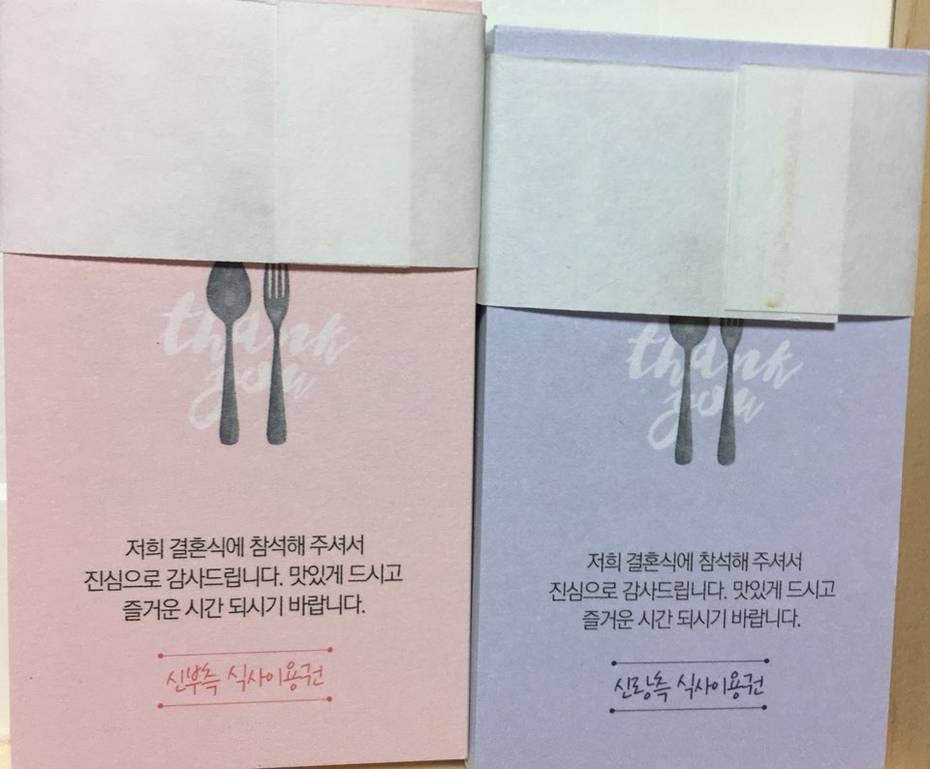 thank
you
저희 결혼식에 참석해 주셔서
진심으로 감사드립니다. 맛있게 드시고
즐거운 시간 되시기 바랍니다.
신부측 식사이용권
thank
you
저희 결혼식에 참석해 주셔서
진심으로 감사드립니다. 맛있게 드시고
즐거운 시간 되시기 바랍니다.
신랑측 식사이용권